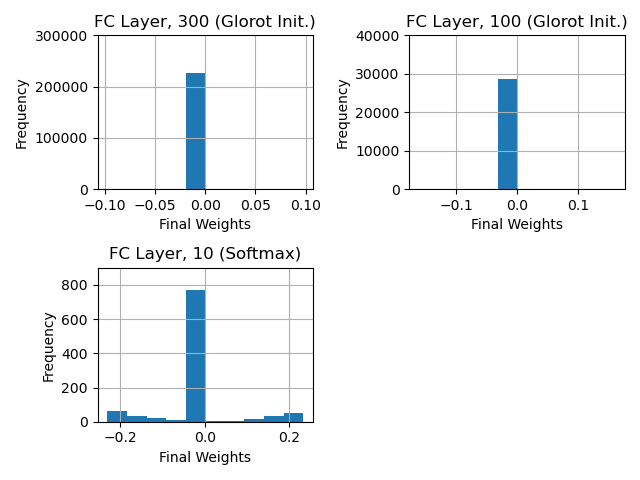 FC Layer, 300 (Glorot Init.)
300000
200000
100000
0
Frequency
−0.10 −0.05 0.00 0.05 0.10
Final Weights
FC Layer, 100 (Glorot Init.)
40000
30000
20000
10000
0
Frequency
−0.1 0.0 0.1
Final Weights
FC Layer, 10 (Softmax)
800
600
400
200
0
Frequency
−0.2 0.0 0.2
Final Weights